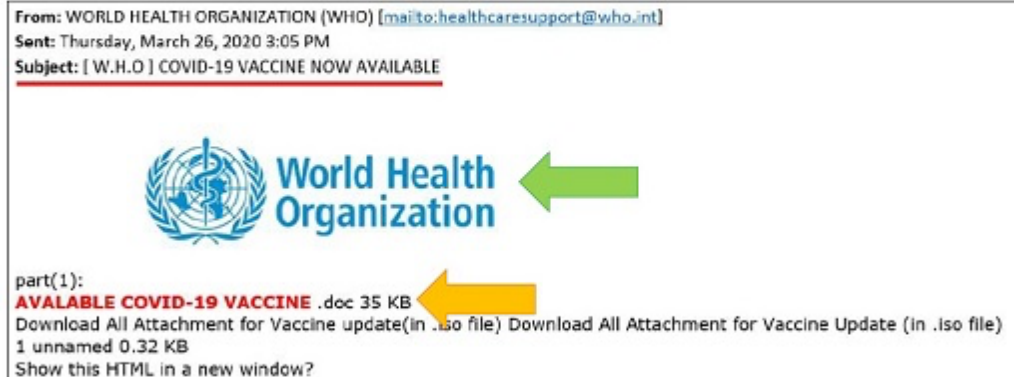 From: WORLD HEALTH ORGANIZATION (WHO) [mailto:healthcaresupport@who.int]
Sent: Thursday, March 26, 2020 3:05 PM
Subject: [ W.H.O ] COVID-19 VACCINE NOW AVAILABLE
World Health
Organization
part(1):
AVALABLE COVID-19 VACCINE .doc 35 KB
Download All Attachment for Vaccine update(in .iso file) Download All Attachment for Vaccine Update (in .iso file)
1 unnamed 0.32 KB
Show this HTML in a new window?